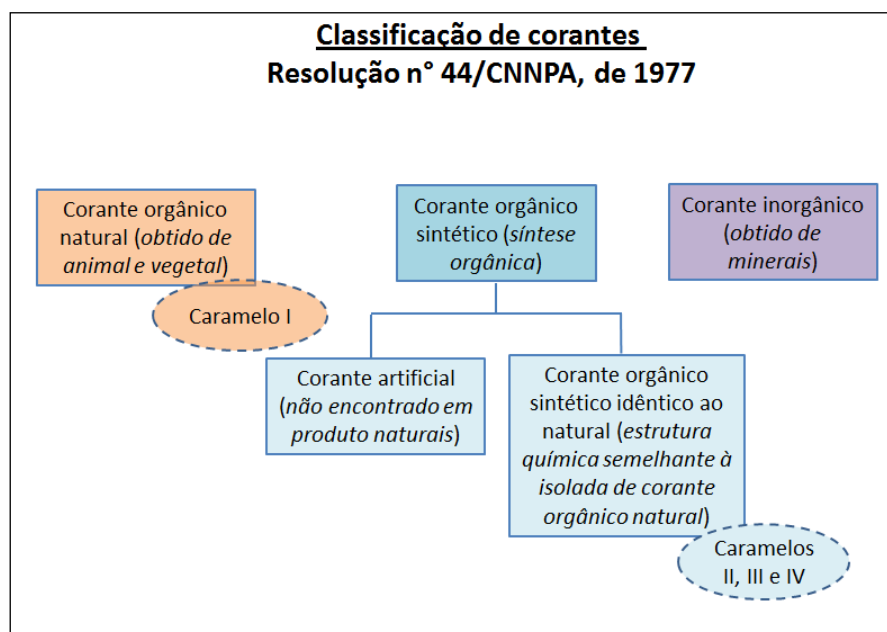 Classificação de corantes
Resolução n° 44/CNNPA, de 1977
Corante orgânico
natural (obtido de
animal e vegetal)
Caramelo I
Corante orgânico
sintético (síntese
orgânica)
Corante inorgânico
(obtido de
minerais)
Corante artificial
(não encontrado em
produto naturais)
Corante orgânico
sintético idêntico ao
natural (estrutura
química semelhante à
isolada de corante
orgânico natural)
Caramelos
II, III e IV